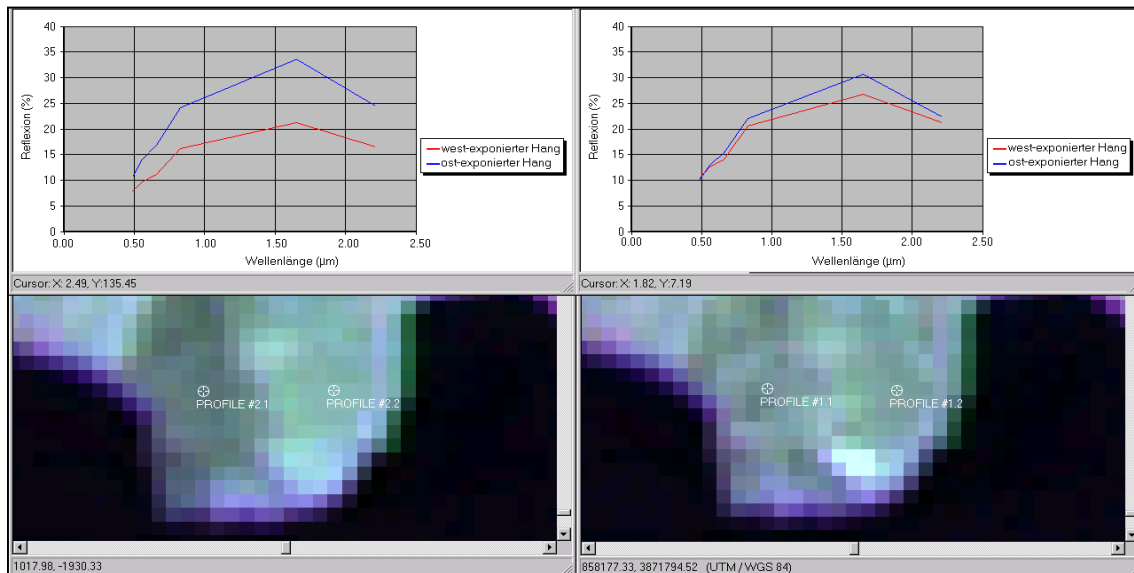 40
35
30
25
20
15
10
5
0
Reflexion (%)
0.00 0.50 1.00 1.50 2.00 2.50
Wellenlänge (µm)
west-exponierter Hang
ost-exponierter Hang
Cursor: X: 2.49, Y:135.45
40
35
30
25
20
15
10
5
0
Reflexion (%)
0.00 0.50 1.00 1.50 2.00 2.50
Wellenlänge (µm)
west-exponierter Hang
ost-exponierter Hang
Cursor: X: 1.82, Y:7.19
PROFILE #2.1
PROFILE #2.2
1017.98, -1930.33
PROFILE #1.1
PROFILE #1.2
858177.33, 3871794.52 (UTM / WGS 84)